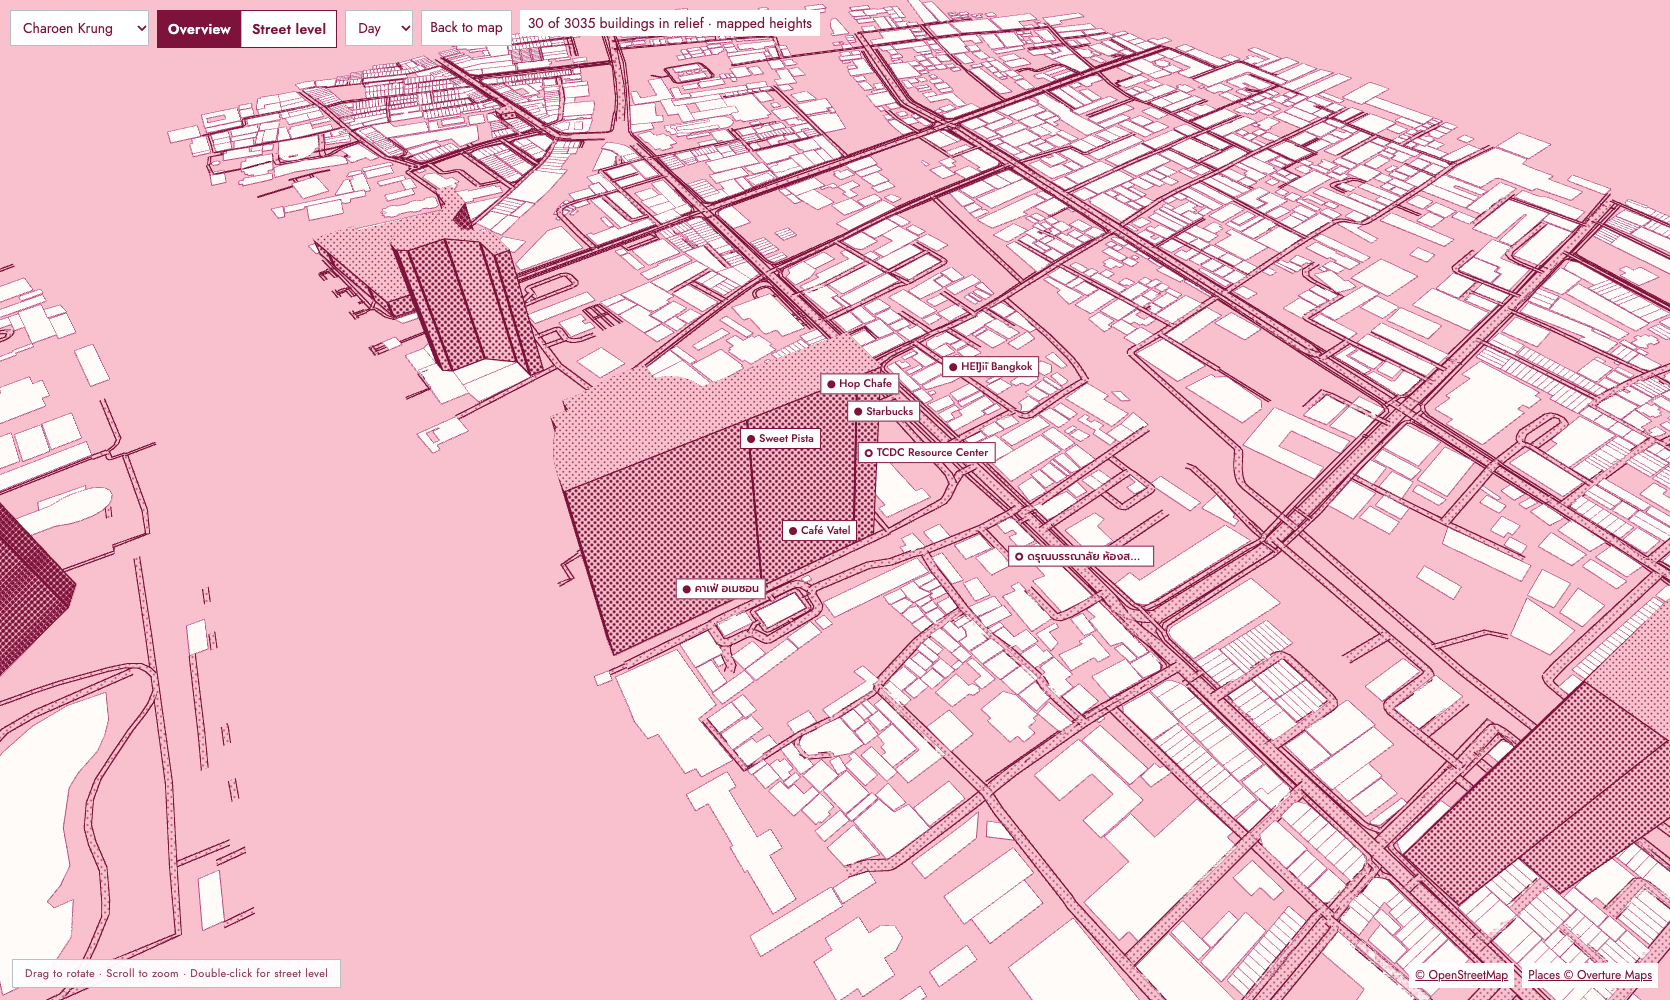 Charoen Krung
Overview
Street level
Day
Back to map
30 of 3035 buildings in relief · mapped heights
HEIJii Bangkok
Hop Chafe
Starbucks
Sweet Pista
TCDC Resource Center
Café Vatel
ดรุณบรรณาลัย ห้องส...
คาเฟ่ อเมซอน
Drag to rotate · Scroll to zoom · Double-click for street level
© OpenStreetMap
Places © Overture Maps